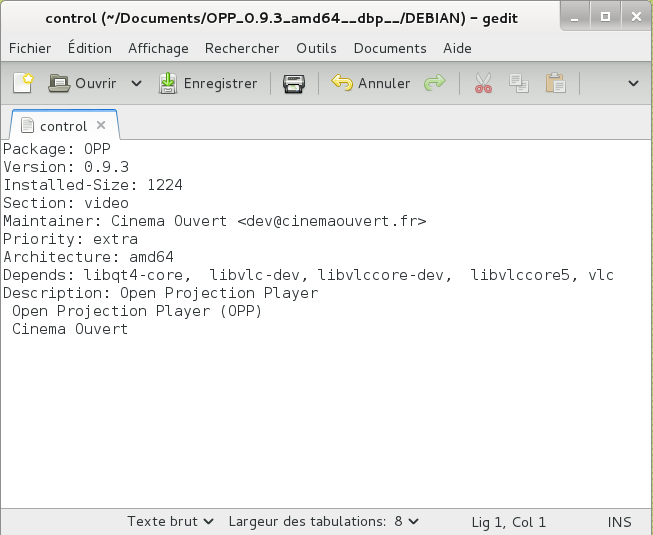 control (~/Documents/OPP_0.9.3_amd64__dbp__/DEBIAN) – gedit
Fichier Édition Affichage Rechercher Outils Documents Aide
Ouvrir Enregistrer Annuler
control
Package: OPP
Version: 0.9.3
Installed-Size: 1224
Section: video
Maintainer: Cinema Ouvert <dev@cinemaouvert.fr>
Priority: extra
Architecture: amd64
Depends: libqt4-core,  libvlc-dev, libvlccore-dev,  libvlccore5, vlc
Description: Open Projection Player
 Open Projection Player (OPP)
 Cinema Ouvert
Texte brut Largeur des tabulations: 8 Lig 1, Col 1 INS